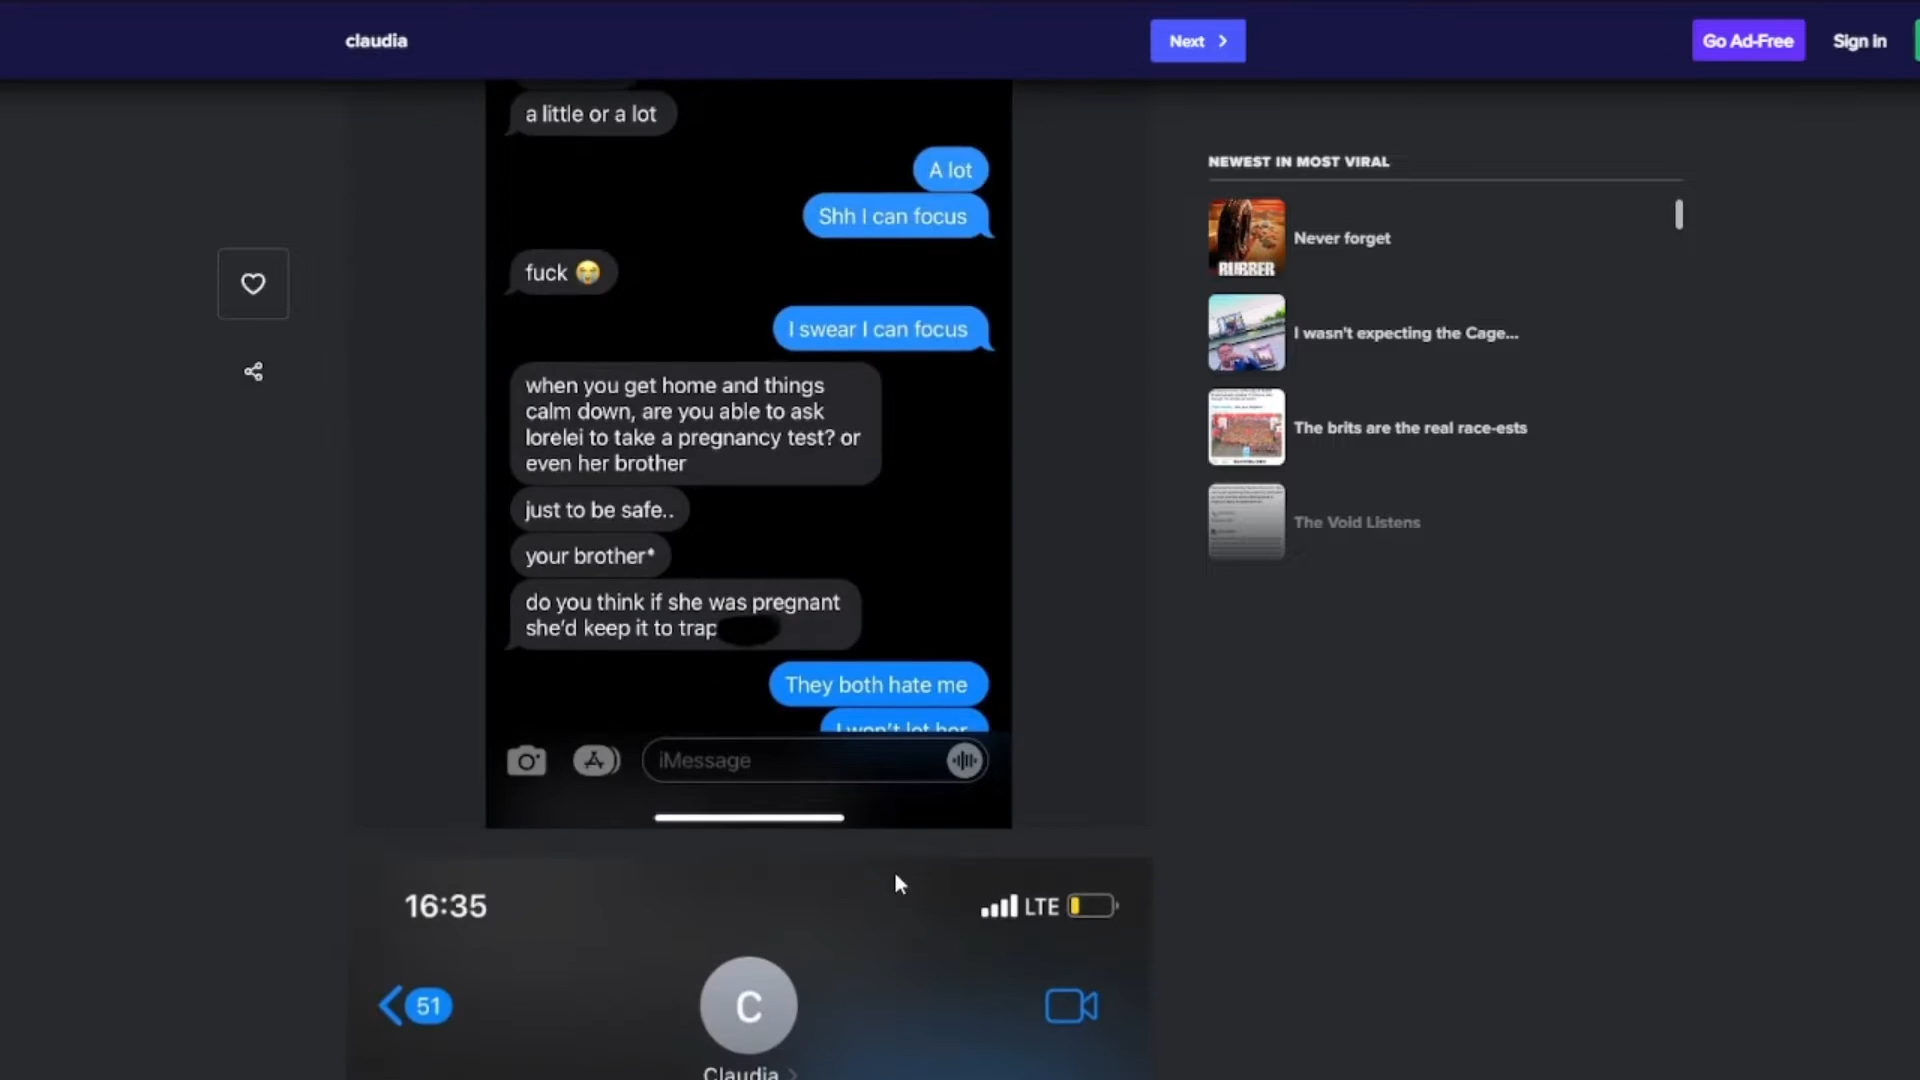 claudia
Next
Go Ad-Free
Sign in
a little or a lot
A lot
Shh I can focus
fuck 😭
I swear I can focus
when you get home and things
calm down, are you able to ask
lorelei to take a pregnancy test? or
even her brother
just to be safe..
your brother*
do you think if she was pregnant
she'd keep it to trap
They both hate me
I won't let her
iMessage
16:35
LTE
51
C
Claudia
NEWEST IN MOST VIRAL
RUBBER
Never forget
I wasn't expecting the Cage...
The brits are the real race-ests
The Void Listens